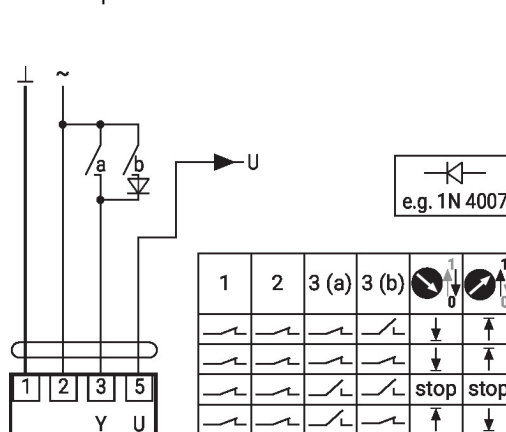 ⊥ ~
a b
U
e.g. 1N 4007
1 2 3 (a) 3 (b) 1 0 1 0
stop stop
1 2 3 5
Y U